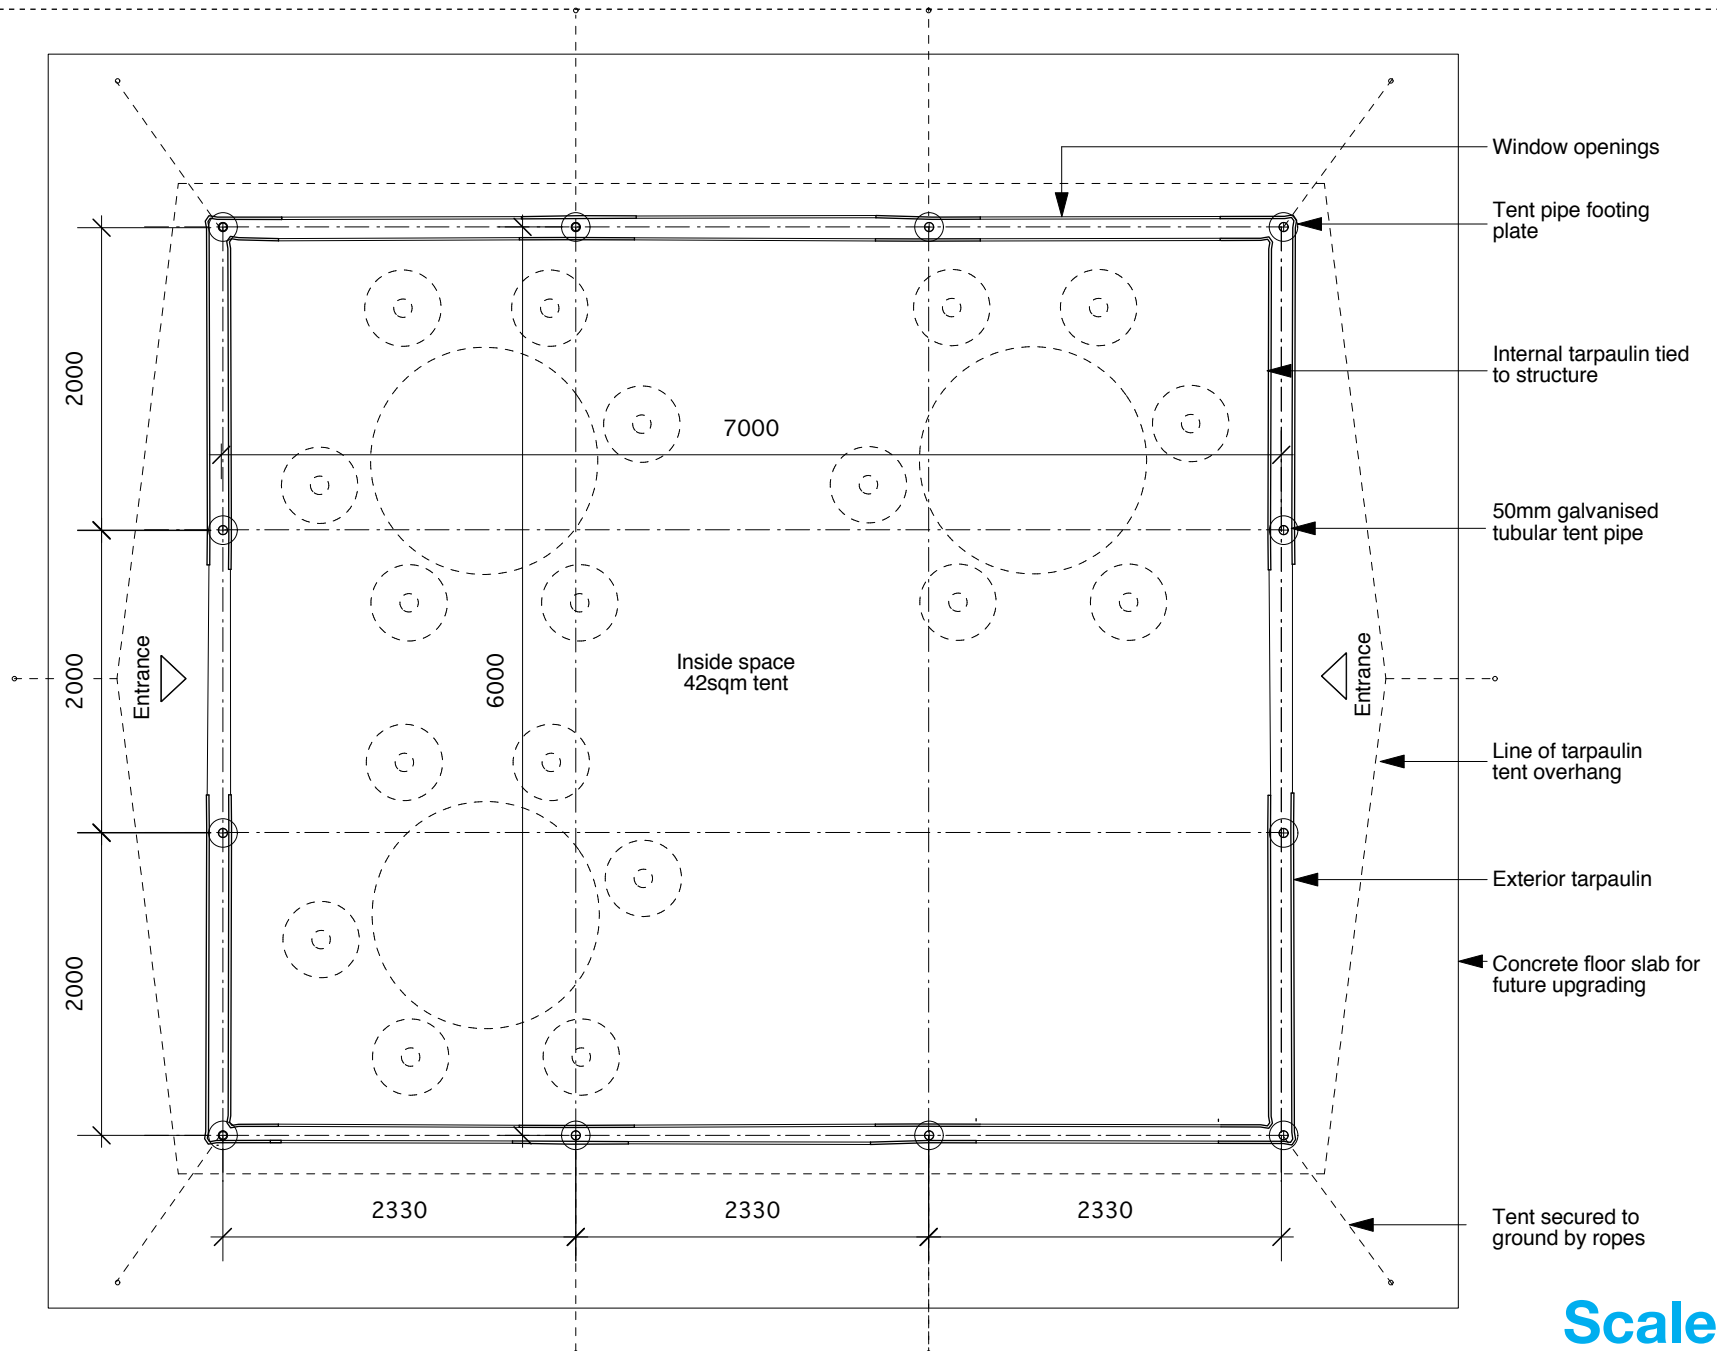 Window openings
Tent pipe footing
plate
2000
Internal tarpaulin tied
to structure
7000
50mm galvanised
tubular tent pipe
2000
Entrance
6000
Inside space
42sqm tent
Entrance
Line of tarpaulin
tent overhang
Exterior tarpaulin
2000
Concrete floor slab for
future upgrading
2330
2330
2330
Tent secured to
ground by ropes
Scale